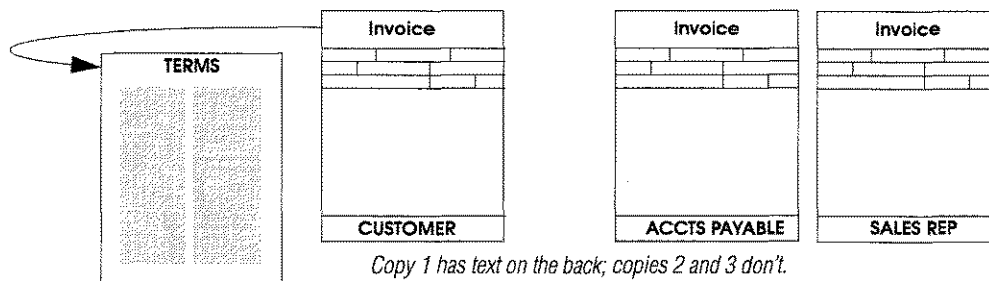 Invoice
Invoice
Invoice
TERMS
CUSTOMER
ACCTS PAYABLE
SALES REP
Copy 1 has text on the back; copies 2 and 3 don't.